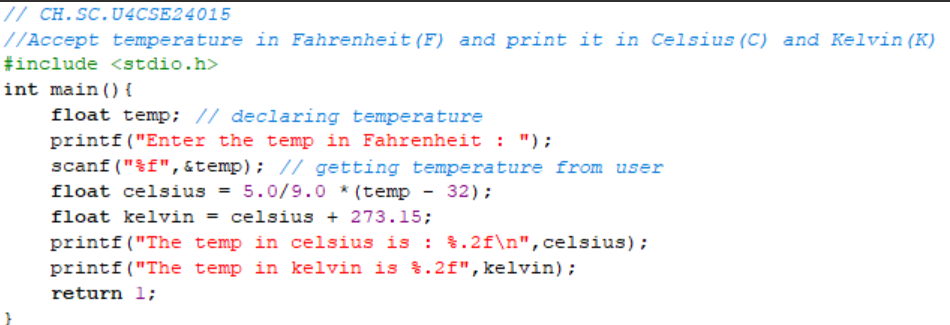 // CH.SC.U4CSE24015
//Accept temperature in Fahrenheit(F) and print it in Celsius(C) and Kelvin(K)
#include <stdio.h>
int main(){
    float temp; // declaring temperature
    printf("Enter the temp in Fahrenheit : ");
    scanf("%f",&temp); // getting temperature from user
    float celsius = 5.0/9.0 *(temp - 32);
    float kelvin = celsius + 273.15;
    printf("The temp in celsius is : %.2f\n",celsius);
    printf("The temp in kelvin is %.2f",kelvin);
    return 1;
}